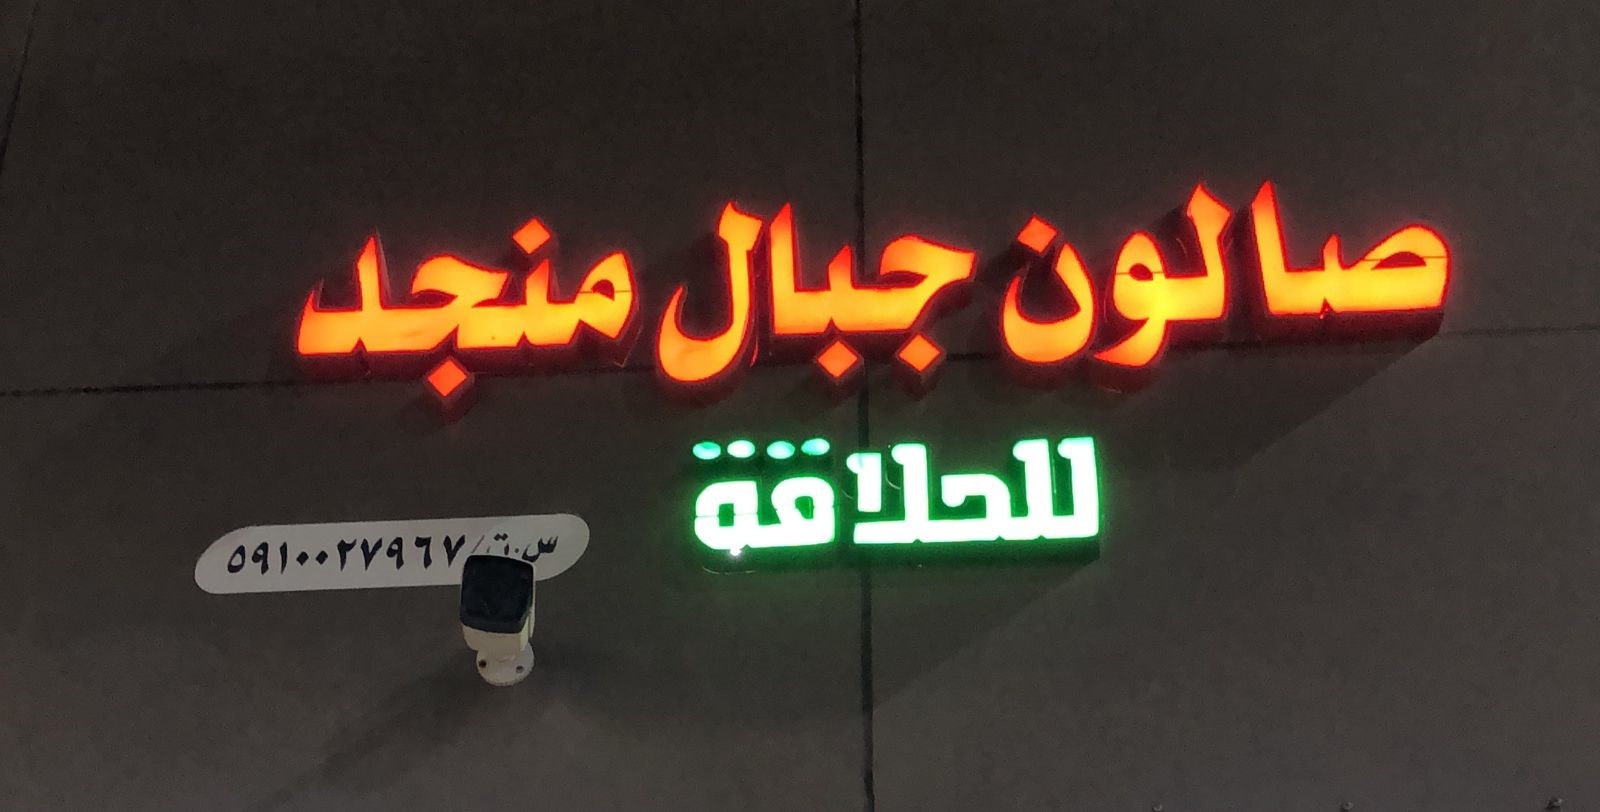 صالون جبال منجد
للحلاقة
س.ت/٥٩١٠٠٢٧٩٦٧